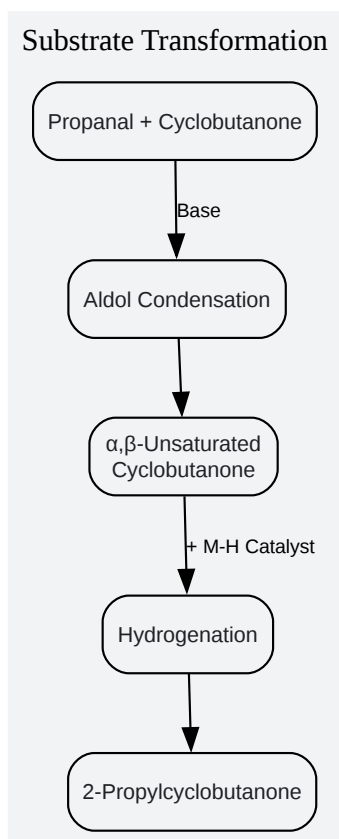 Substrate Transformation
Propanal + Cyclobutanone
Base
Aldol Condensation
α,β-Unsaturated
Cyclobutanone
+ M-H Catalyst
Hydrogenation
2-Propylcyclobutanone